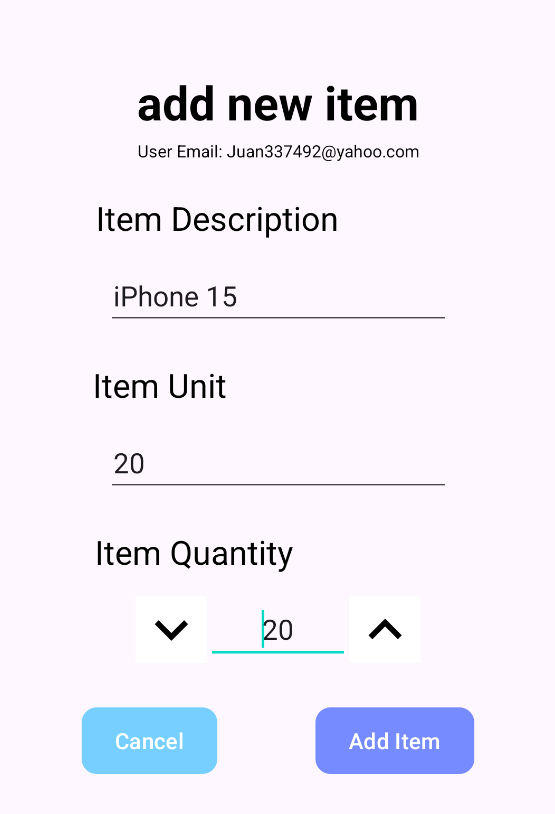 add new item
User Email: Juan337492@yahoo.com
Item Description
iPhone 15
Item Unit
20
Item Quantity
20
Cancel
Add Item